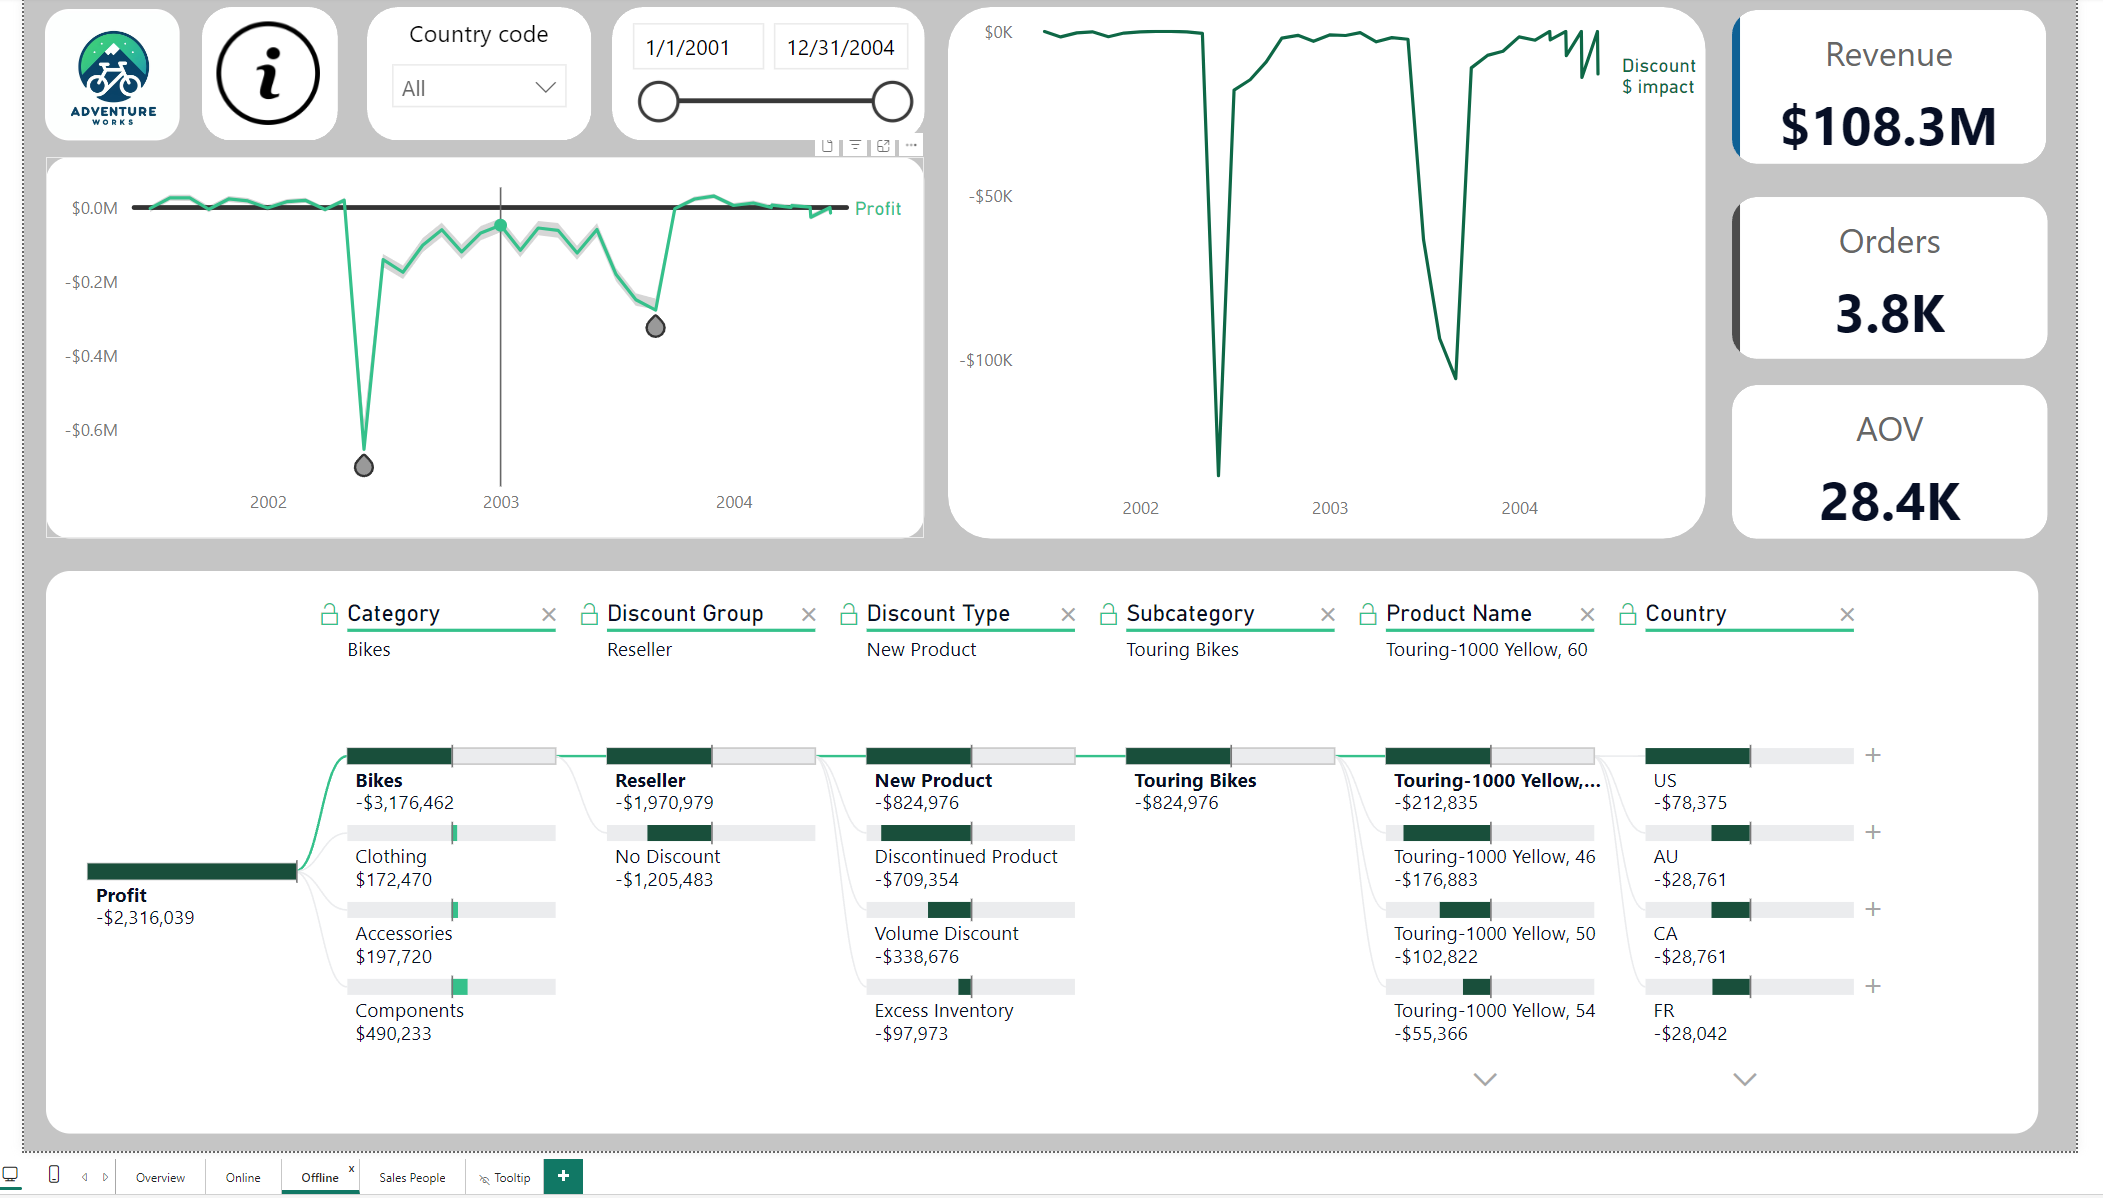 ADVENTURE
WORKS
i
Country code
All
1/1/2001
12/31/2004
$0.0M
-$0.2M
-$0.4M
-$0.6M
Profit
2002
2003
2004
$0K
-$50K
-$100K
Discount
$ impact
2002
2003
2004
Revenue
$108.3M
Orders
3.8K
AOV
28.4K
Category
Discount Group
Discount Type
Subcategory
Product Name
Country
Bikes
Reseller
New Product
Touring Bikes
Touring-1000 Yellow, 60
Profit
-$2,316,039
Bikes
-$3,176,462
Clothing
$172,470
Accessories
$197,720
Components
$490,233
Reseller
-$1,970,979
No Discount
-$1,205,483
New Product
-$824,976
Discontinued Product
-$709,354
Volume Discount
-$338,676
Excess Inventory
-$97,973
Touring Bikes
-$824,976
Touring-1000 Yellow,...
-$212,835
Touring-1000 Yellow, 46
-$176,883
Touring-1000 Yellow, 50
-$102,822
Touring-1000 Yellow, 54
-$55,366
US
-$78,375
AU
-$28,761
CA
-$28,761
FR
-$28,042
Overview
Online
Offline
x
Sales People
Tooltip
+